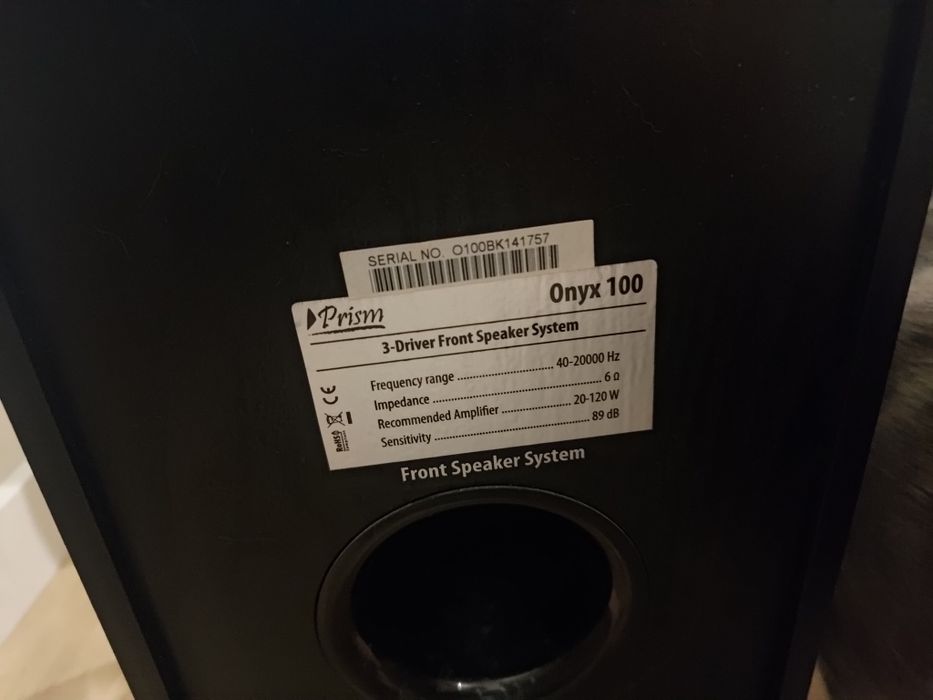 SERIAL NO. O100BK141757
Prism
Onyx 100
3-Driver Front Speaker System
Frequency range .......................... 40-20000 Hz
Impedance ............................................. 6 Ω
Recommended Amplifier .................. 20-120 W
Sensitivity .......................................... 89 dB
CE
RoHS
Front Speaker System